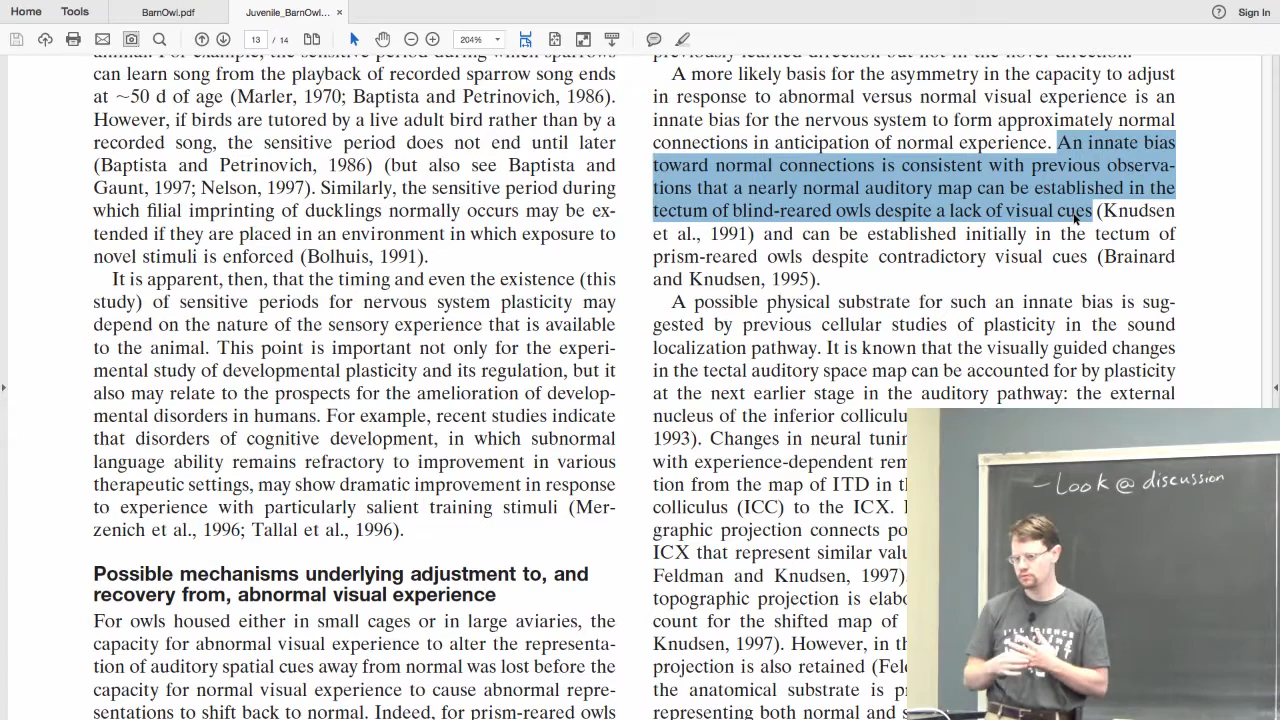 Home Tools BarnOwl.pdf Juvenile_BarnOwl... × Sign In
13 / 14 204%
can learn song from the playback of recorded sparrow song ends
at ~50 d of age (Marler, 1970; Baptista and Petrinovich, 1986).
However, if birds are tutored by a live adult bird rather than by a
recorded song, the sensitive period does not end until later
(Baptista and Petrinovich, 1986) (but also see Baptista and
Gaunt, 1997; Nelson, 1997). Similarly, the sensitive period during
which filial imprinting of ducklings normally occurs may be ex-
tended if they are placed in an environment in which exposure to
novel stimuli is enforced (Bolhuis, 1991).
It is apparent, then, that the timing and even the existence (this
study) of sensitive periods for nervous system plasticity may
depend on the nature of the sensory experience that is available
to the animal. This point is important not only for the experi-
mental study of developmental plasticity and its regulation, but it
also may relate to the prospects for the amelioration of develop-
mental disorders in humans. For example, recent studies indicate
that disorders of cognitive development, in which subnormal
language ability remains refractory to improvement in various
therapeutic settings, may show dramatic improvement in response
to experience with particularly salient training stimuli (Mer-
zenich et al., 1996; Tallal et al., 1996).
Possible mechanisms underlying adjustment to, and
recovery from, abnormal visual experience
For owls housed either in small cages or in large aviaries, the
capacity for abnormal visual experience to alter the representa-
tion of auditory spatial cues away from normal was lost before the
capacity for normal visual experience to cause abnormal repre-
sentations to shift back to normal. Indeed, for prism-reared owls
A more likely basis for the asymmetry in the capacity to adjust
in response to abnormal versus normal visual experience is an
innate bias for the nervous system to form approximately normal
connections in anticipation of normal experience. An innate bias
toward normal connections is consistent with previous observa-
tions that a nearly normal auditory map can be established in the
tectum of blind-reared owls despite a lack of visual cues (Knudsen
et al., 1991) and can be established initially in the tectum of
prism-reared owls despite contradictory visual cues (Brainard
and Knudsen, 1995).
A possible physical substrate for such an innate bias is sug-
gested by previous cellular studies of plasticity in the sound
localization pathway. It is known that the visually guided changes
in the tectal auditory space map can be accounted for by plasticity
at the next earlier stage in the auditory pathway: the external
nucleus of the inferior colliculu
1993). Changes in neural tunin
with experience-dependent rem
tion from the map of ITD in th
colliculus (ICC) to the ICX.
graphic projection connects po
ICX that represent similar valu
Feldman and Knudsen, 1997).
topographic projection is elabo
count for the shifted map of
Knudsen, 1997). However, in th
projection is also retained (Fel
the anatomical substrate is pr
representing both normal and s
- Look @ discussion
I'LL SCIENCE